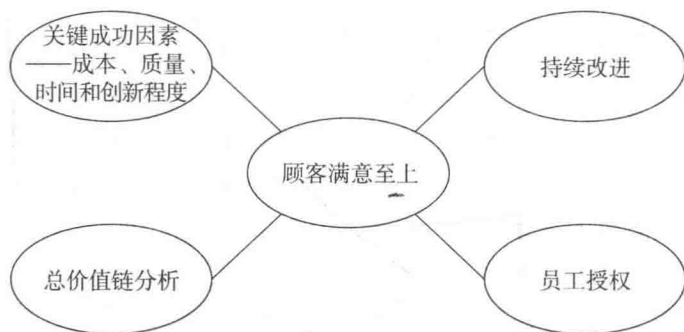 关键成功因素
——成本、质量、
时间和创新程度
持续改进
顾客满意至上
总价值链分析
员工授权